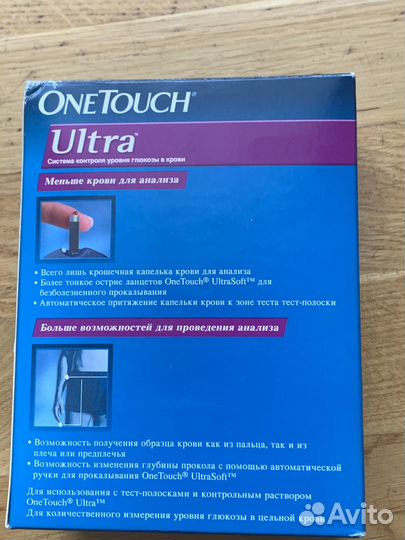 ONETOUCH®
Ultra™
Система контроля уровня глюкозы в крови
Меньше крови для анализа
• Всего лишь крошечная капелька крови для анализа
• Более тонкое острие ланцетов OneTouch® UltraSoft™ для
безболезненного прокалывания
• Автоматическое притяжение капельки крови к зоне теста тест-полоски
Больше возможностей для проведения анализа
• Возможность получения образца крови как из пальца, так и из
плеча или предплечья
• Возможность изменения глубины прокола с помощью автоматической
ручки для прокалывания OneTouch® UltraSoft™
Для использования с тест-полосками и контрольным раствором
OneTouch® Ultra™
Для количественного измерения уровня глюкозы в цельной крови
Avito